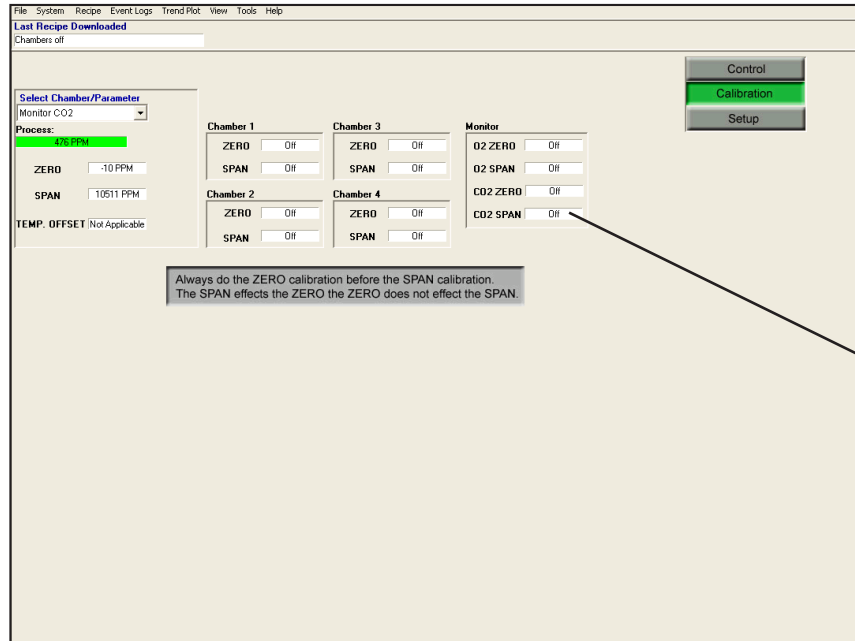 File System Recipe Event Logs Trend Plot View Tools Help
Last Recipe Downloaded
Chambers off
Control
Calibration
Setup
Select Chamber/Parameter
Monitor CO2
Process:
476 PPM
ZERO -10 PPM
SPAN 10511 PPM
TEMP. OFFSET Not Applicable
Chamber 1
ZERO Off
SPAN Off
Chamber 2
ZERO Off
SPAN Off
Chamber 3
ZERO Off
SPAN Off
Chamber 4
ZERO Off
SPAN Off
Monitor
O2 ZERO Off
O2 SPAN Off
CO2 ZERO Off
CO2 SPAN Off
Always do the ZERO calibration before the SPAN calibration.
The SPAN effects the ZERO the ZERO does not effect the SPAN.